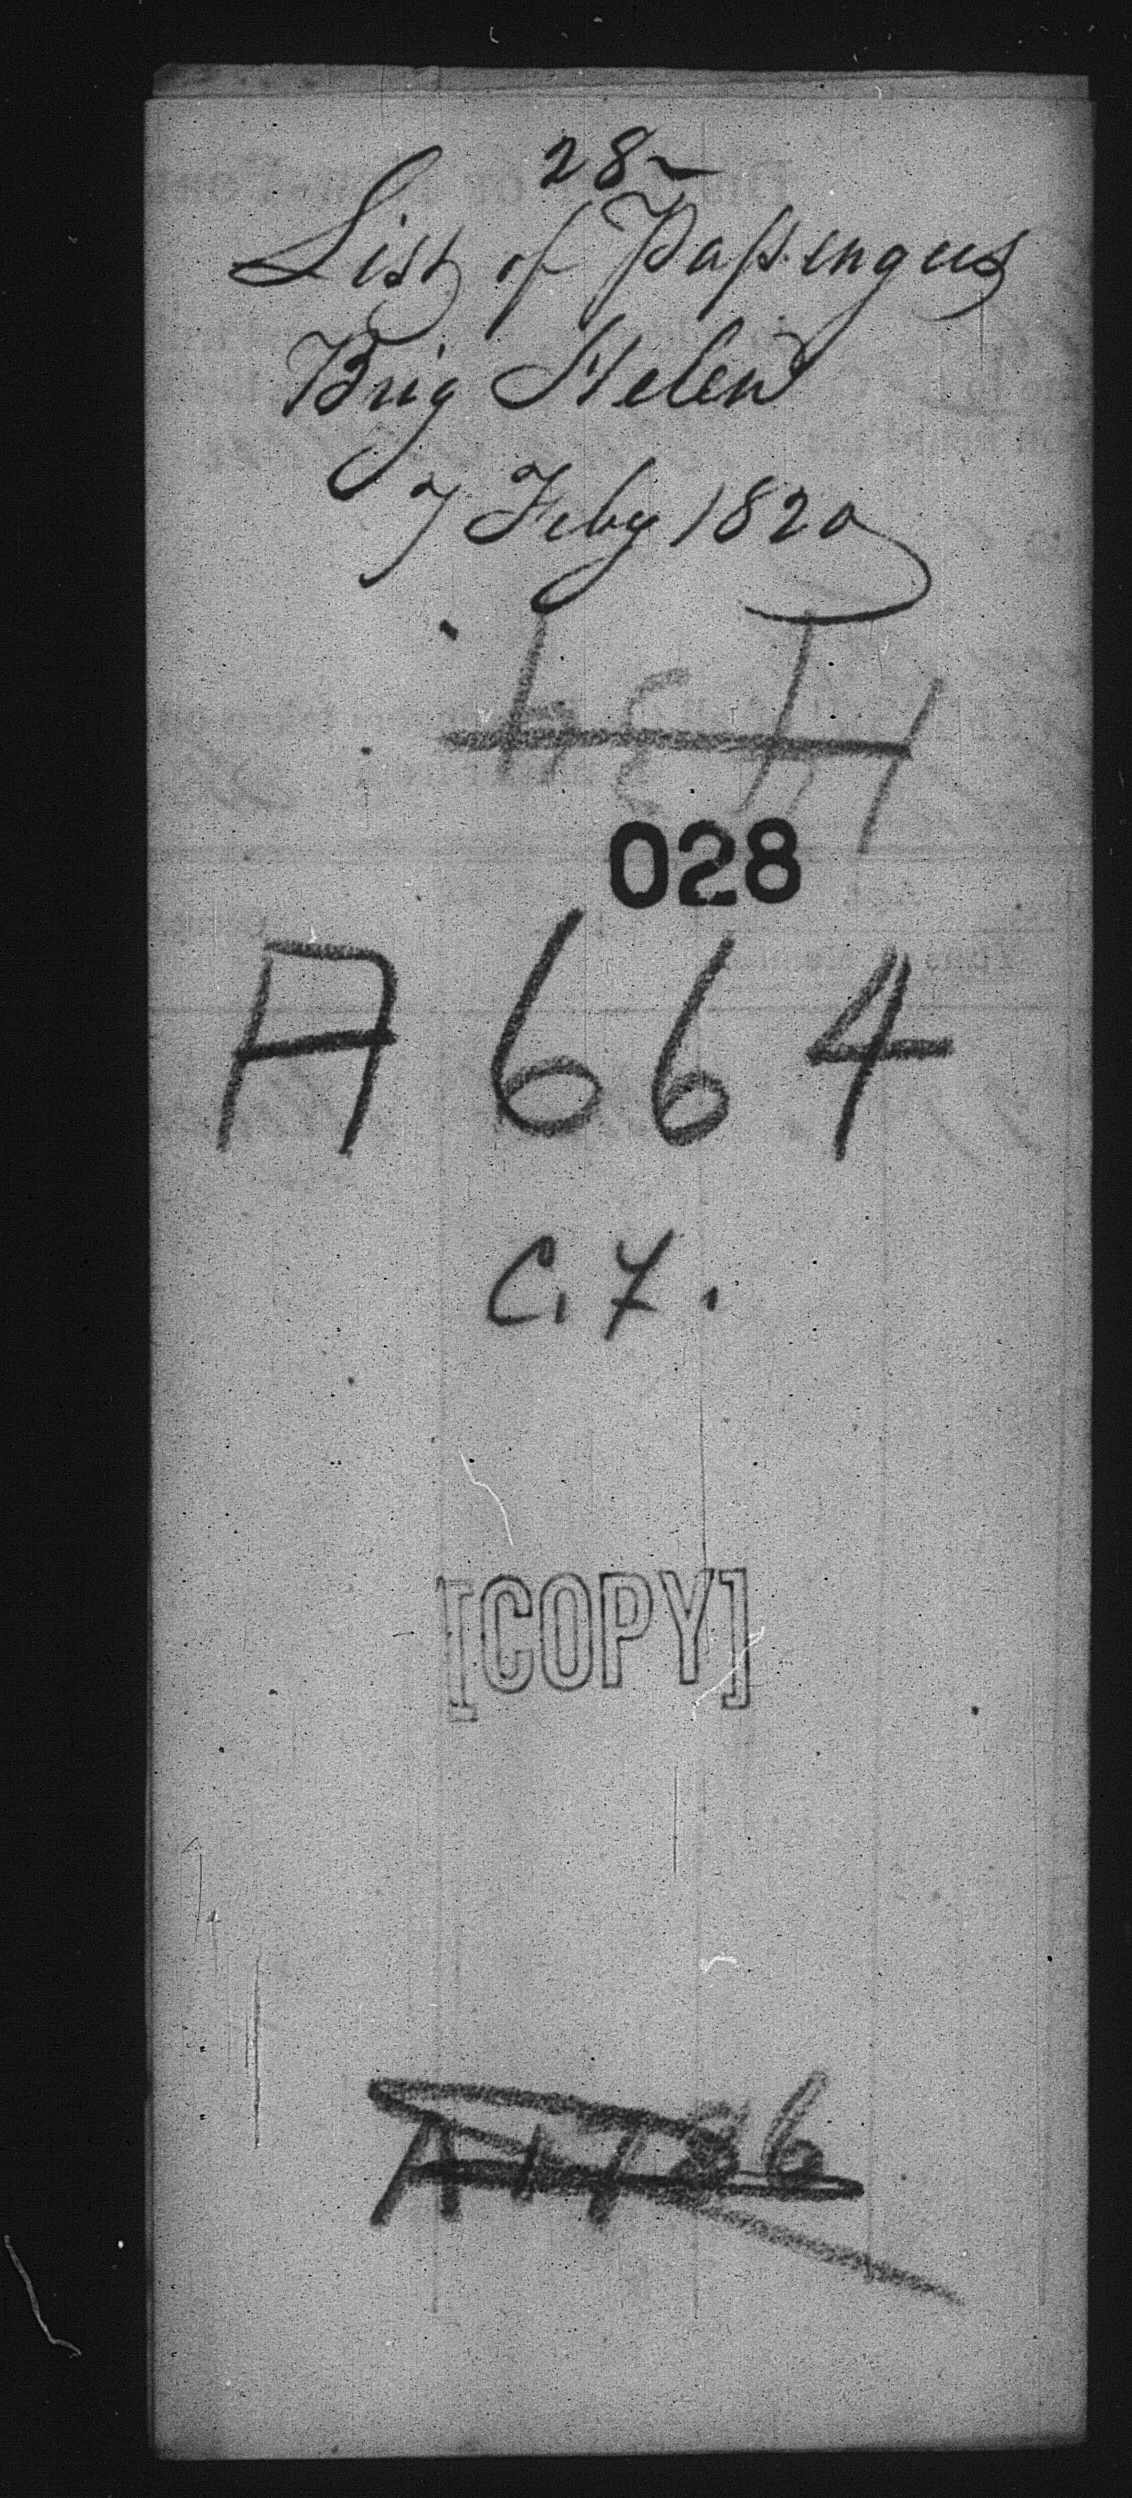 28
List of Passengers
Brig Helen
7 Feby 1820
028
A 664
C. 7.
[COPY]